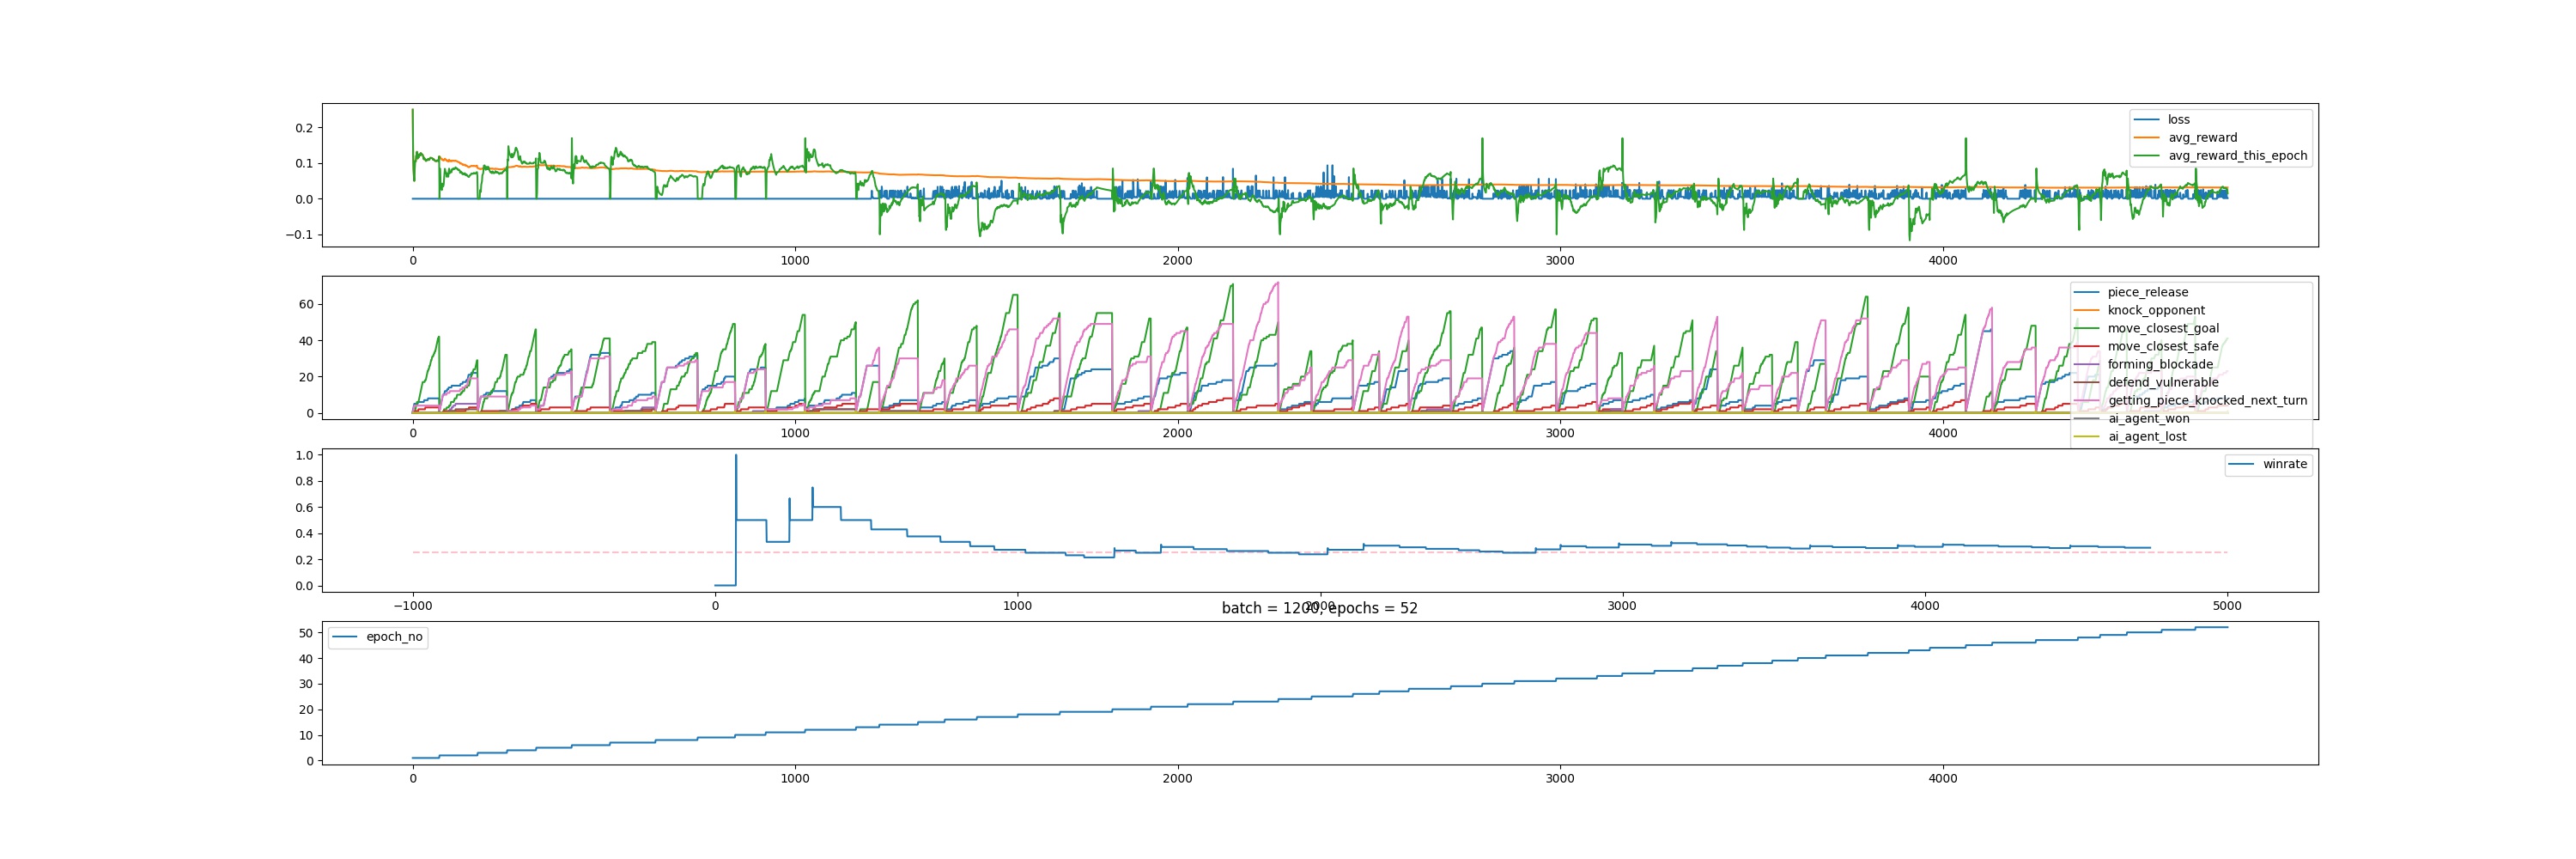 0.2
0.1
0.0
−0.1
loss
avg_reward
avg_reward_this_epoch
0 1000 2000 3000 4000
60
40
20
0
piece_release
knock_opponent
move_closest_goal
move_closest_safe
forming_blockade
defend_vulnerable
getting_piece_knocked_next_turn
ai_agent_won
ai_agent_lost
0 1000 2000 3000 4000
1.0
0.8
0.6
0.4
0.2
0.0
winrate
−1000 0 1000 2000 3000 4000 5000
batch = 1200, epochs = 52
50
40
30
20
10
0
epoch_no
0 1000 2000 3000 4000